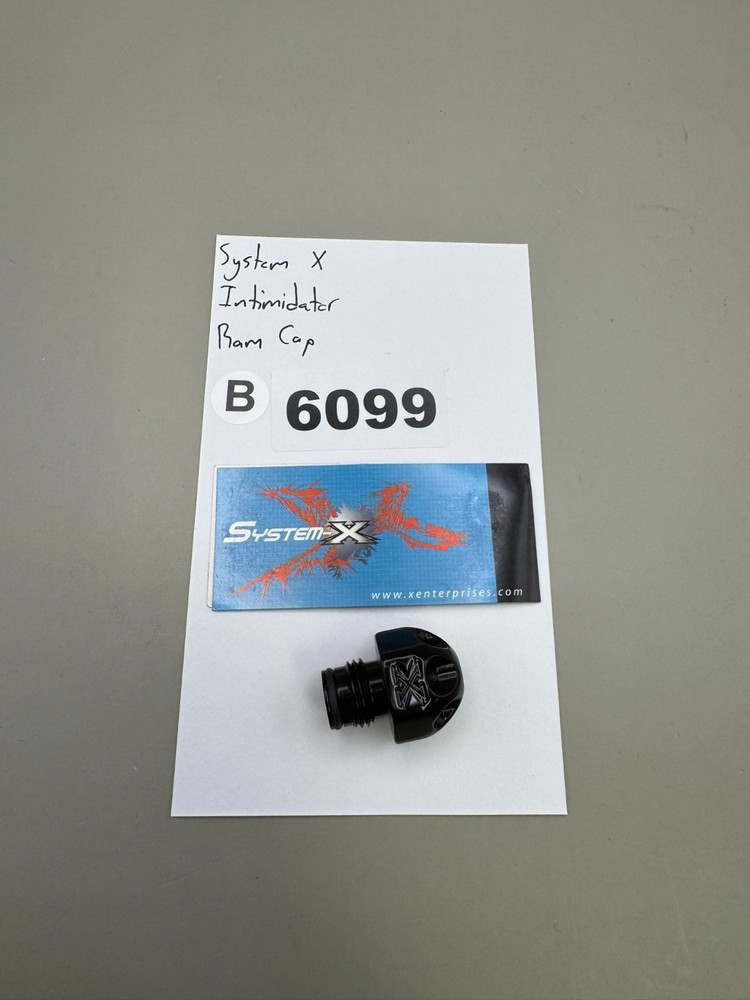 System X
Intimidator
Ram Cap
B 6099
SYSTEM-X
www.xenterprises.com
X